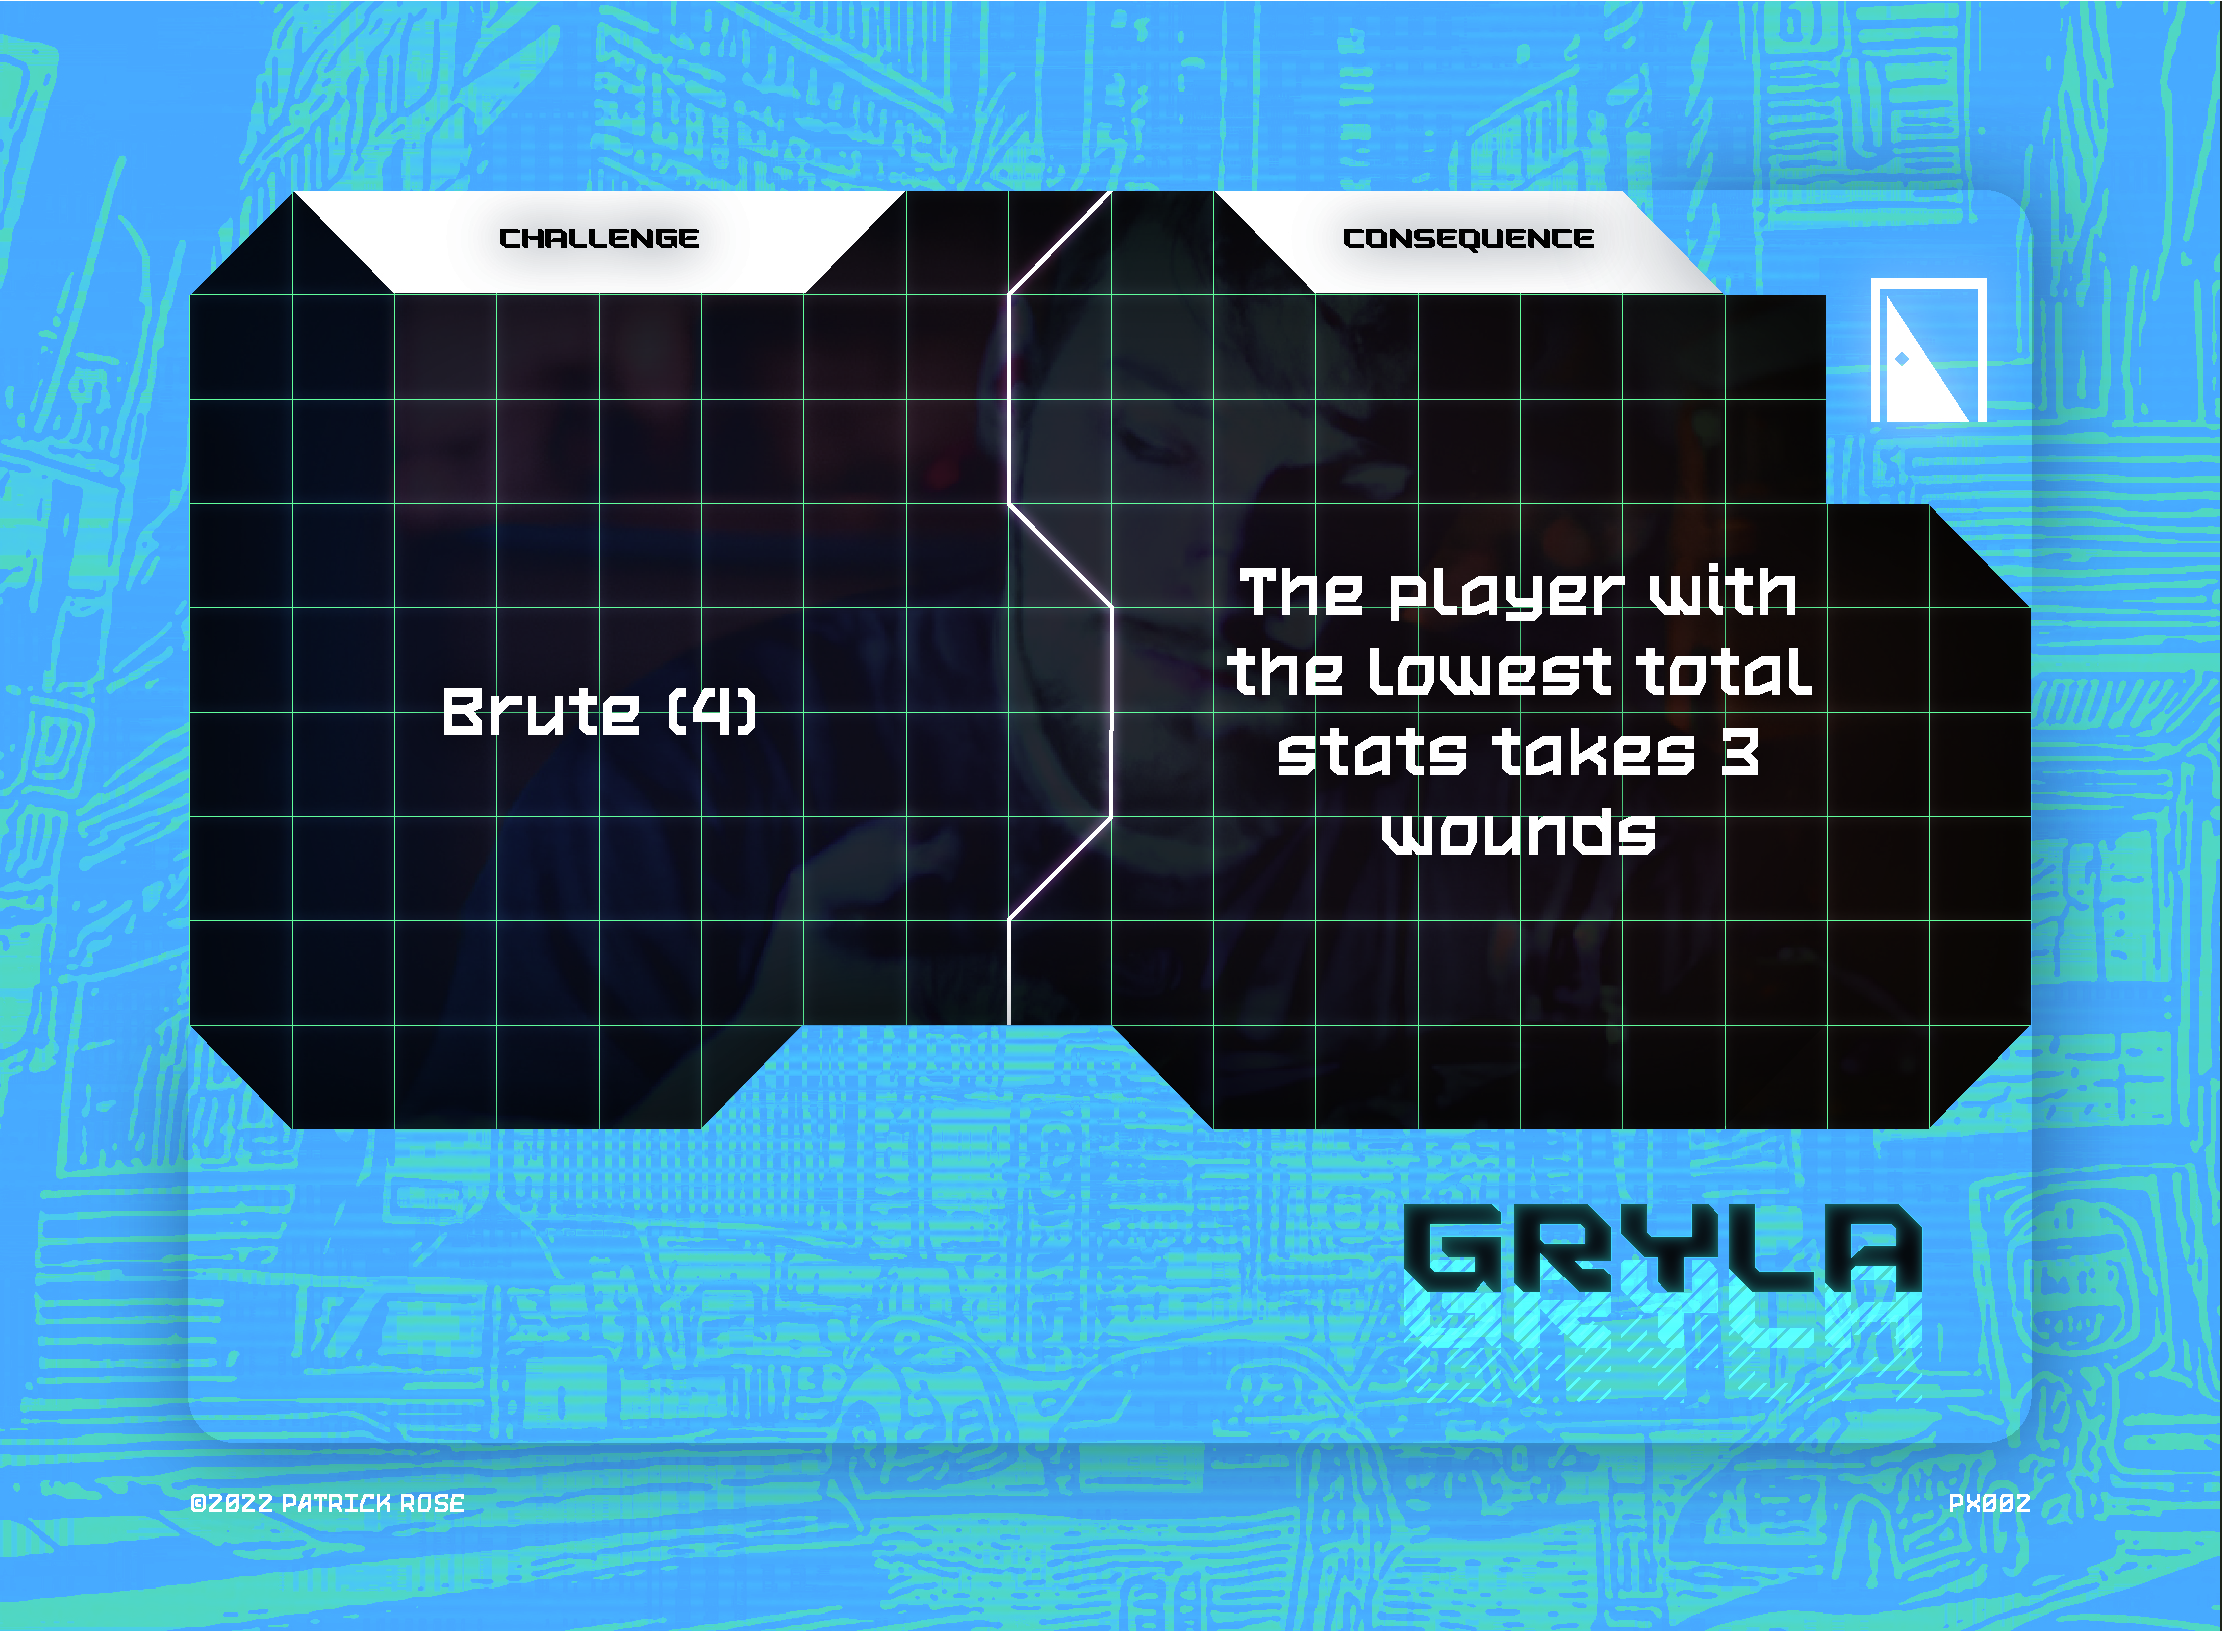 CHALLENGE
CONSEQUENCE
Brute (4)
The player with
the lowest total
stats takes 3
wounds
GRYLA
©2022 PATRICK ROSE
PX002